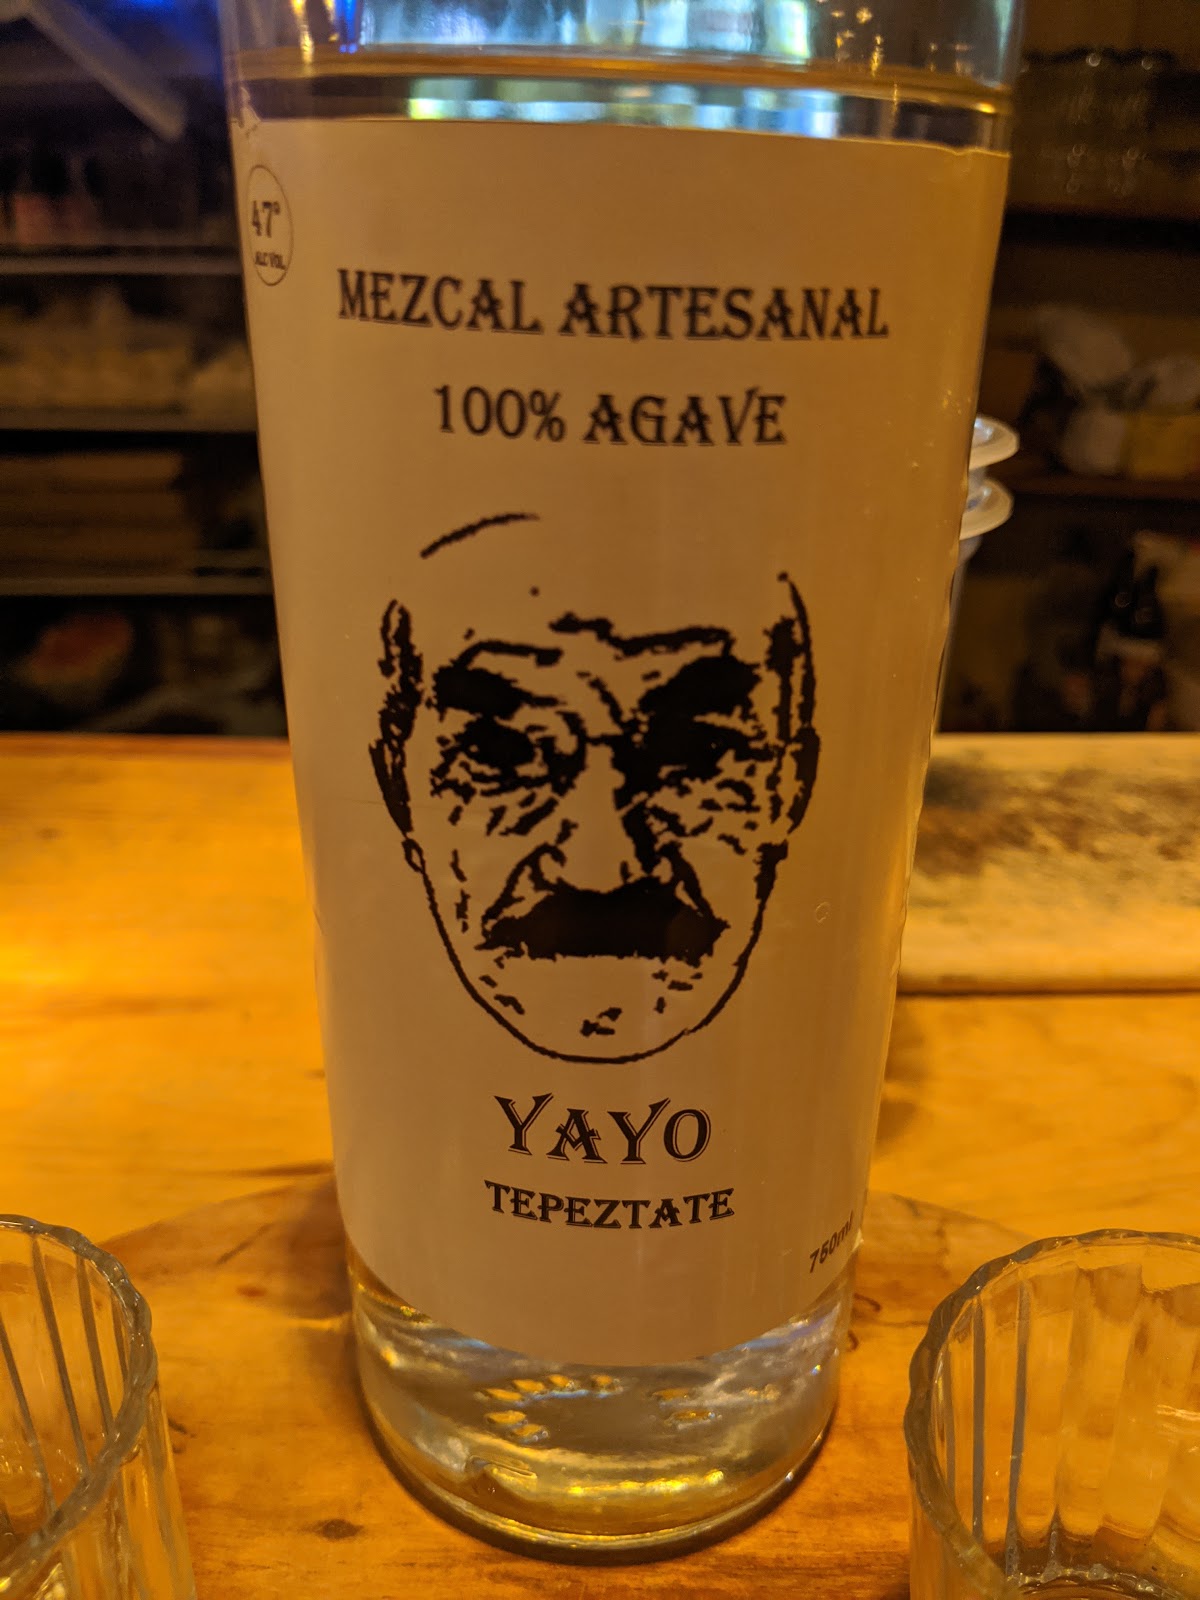 47°
ALC VOL.
MEZCAL ARTESANAL
100% AGAVE
YAYO
TEPEZTATE
750ml